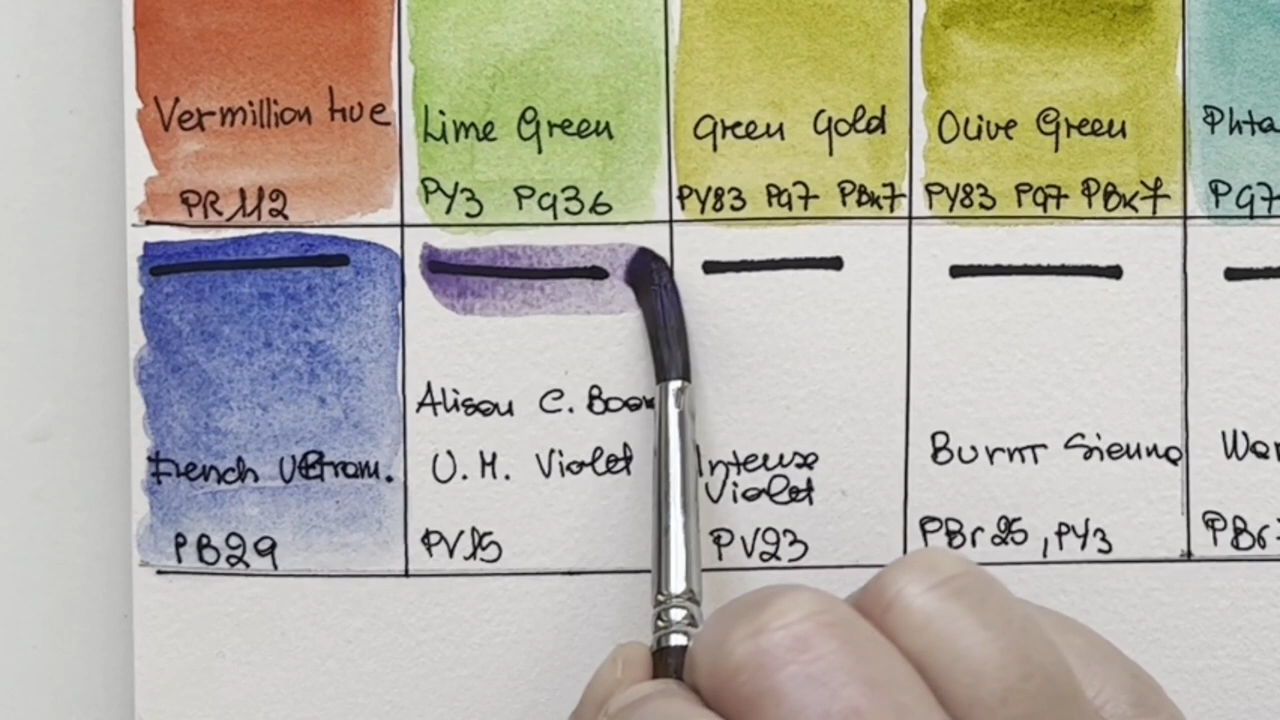 Vermillion Hue
PR112
Lime Green
PY3 PG36
Green Gold
PY83 PG7 PBk7
Olive Green
PY83 PG7 PBk7
PG7
French Ultram.
PB29
Alison C.
U.M. Violet
PV15
Intense
Violet
PV23
Burnt Sienna
PBr25, PY3